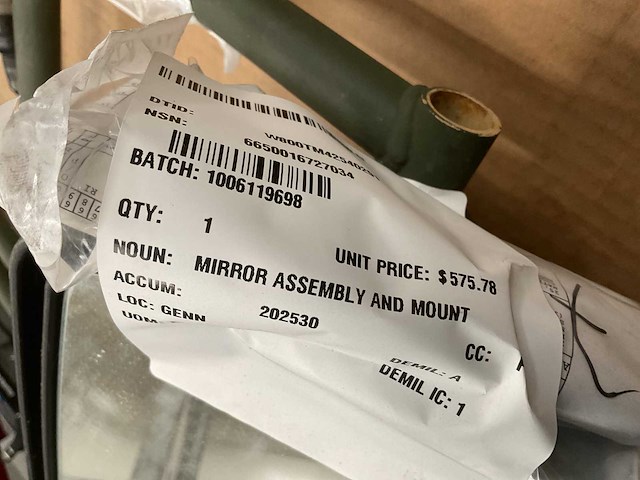 DTID:
NSN: 6650016727034
BATCH: 1006119698
QTY: 1
UNIT PRICE: $575.78
NOUN: MIRROR ASSEMBLY AND MOUNT
ACCUM: 202530
LOC: GENN
UOM
CC:
DEMIL: A
DEMIL IC: 1